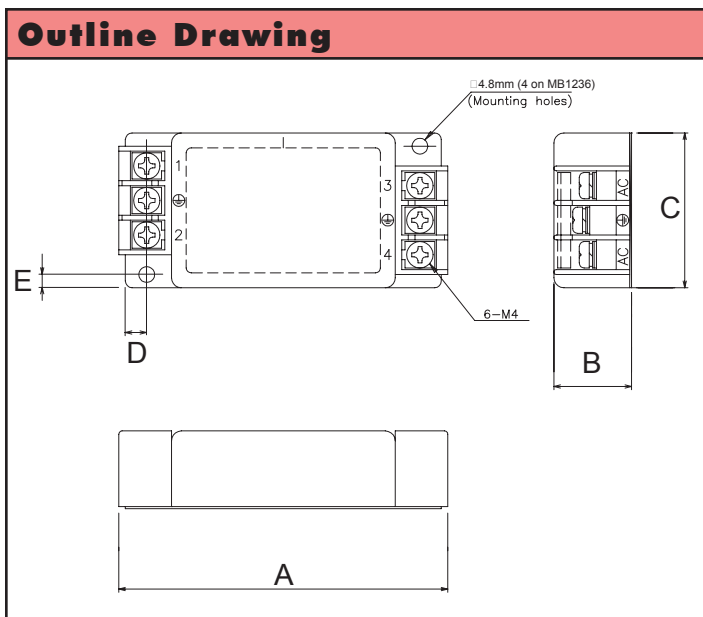 Outline Drawing
□4.8mm (4 on MB1236)
(Mounting holes)
1
2
3
4
6-M4
E
D
AC
AC
C
B
A